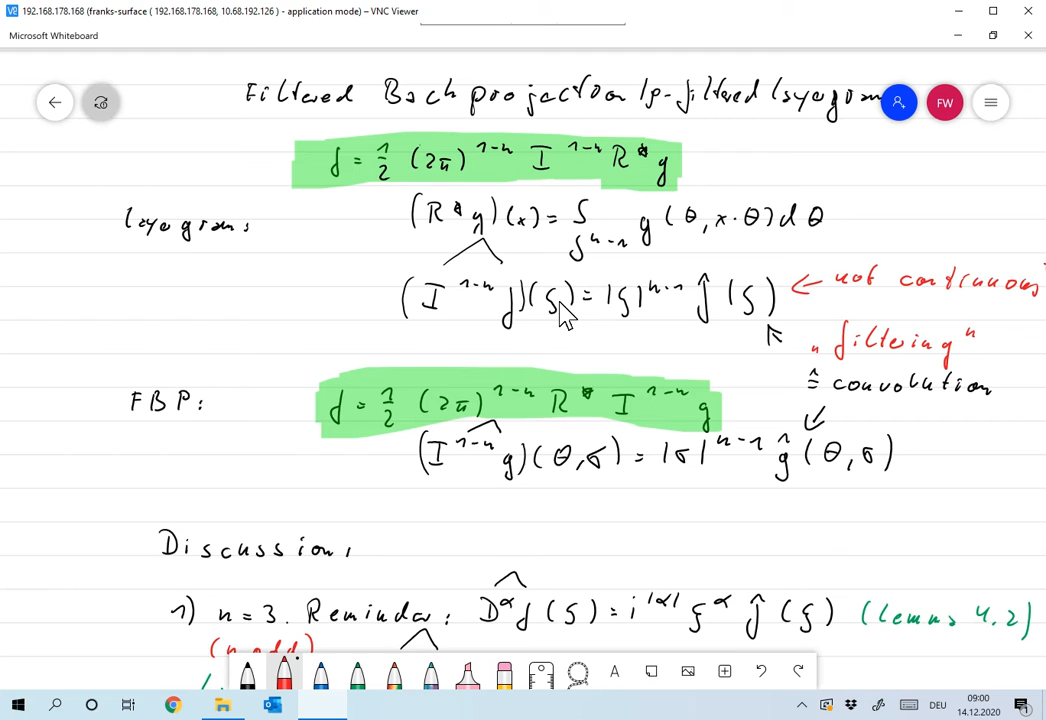 192.168.178.168 (franks-surface ( 192.168.178.168, 10.68.192.126 ) - application mode) – VNC Viewer
Microsoft Whiteboard
Filtered Backprojection / ρ-filtered layergram
FW
f = 1/2 (2π)^{1-n} I^{1-n} R* g
Layergram:
(R* g)(x) = ∫_{S^{n-1}} g(θ, x·θ) dθ
(I^{1-n} f)^(ξ) = |ξ|^{n-1} f̂(ξ) ← not continuous
"filtering"
≙ convolution
FBP:
f = 1/2 (2π)^{1-n} R* I^{1-n} g
(I^{1-n} g)^(θ,σ) = |σ|^{n-1} ĝ(θ,σ)
Discussion:
1) n=3. Reminder: D^α f^(ξ) = i^{|α|} ξ^α f̂(ξ) (lemma 4.2)
(n odd)
DEU
09:00
14.12.2020